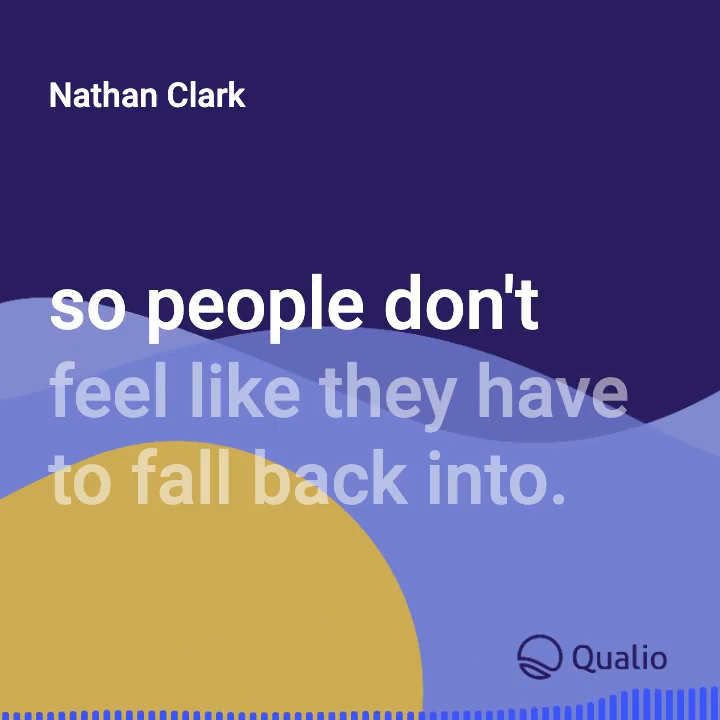 Nathan Clark
so people don't
feel like they have
to fall back into.
Qualio